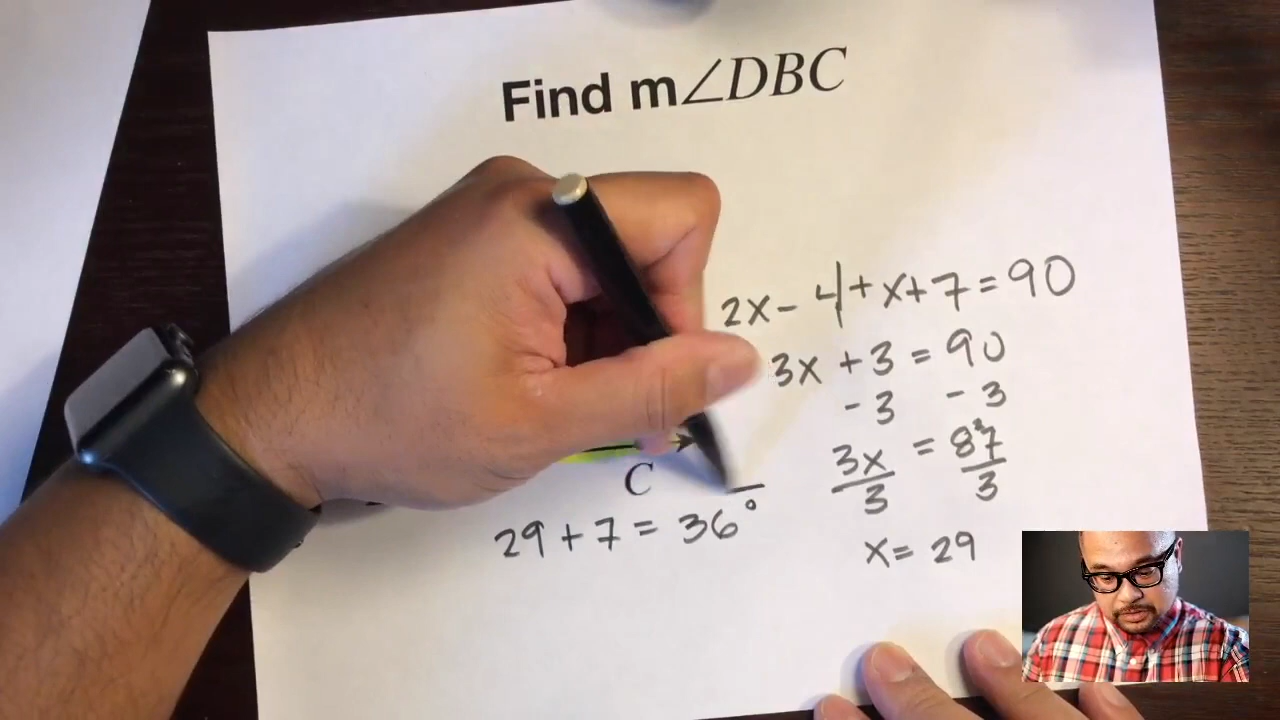 Find m∠DBC
2x - 4 + x + 7 = 90
3x + 3 = 90
- 3 - 3
3x = 87
3 3
x = 29
C
29 + 7 = 36°